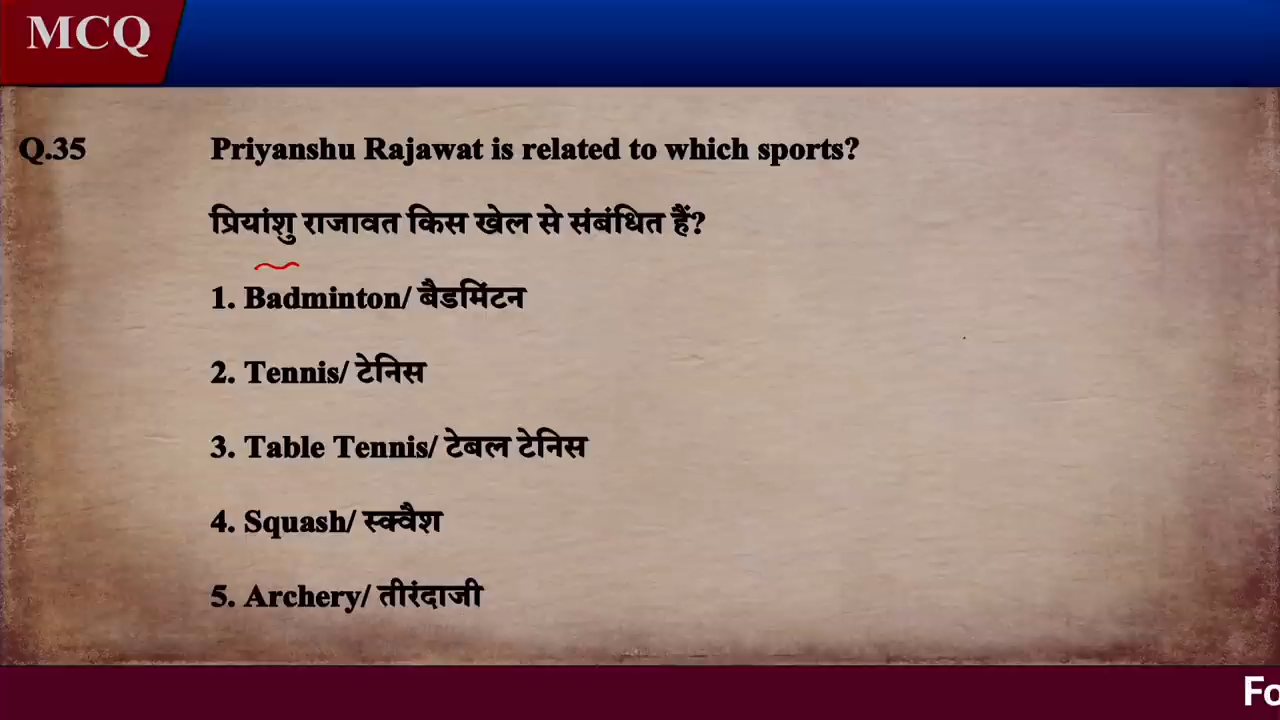 MCQ
Q.35 Priyanshu Rajawat is related to which sports?
प्रियांशु राजावत किस खेल से संबंधित हैं?
1. Badminton/ बैडमिंटन
2. Tennis/ टेनिस
3. Table Tennis/ टेबल टेनिस
4. Squash/ स्क्वैश
5. Archery/ तीरंदाजी
Fo